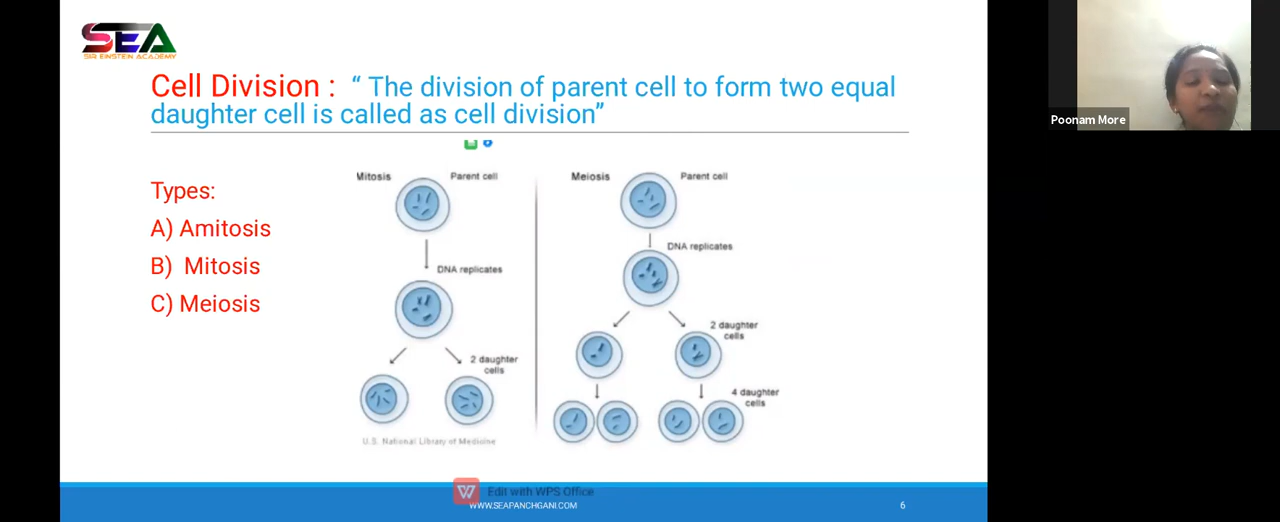 SEA
SIR EINSTEIN ACADEMY
Cell Division : “ The division of parent cell to form two equal
daughter cell is called as cell division”
Types:
A) Amitosis
B) Mitosis
C) Meiosis
Mitosis
Parent cell
DNA replicates
2 daughter
cells
U.S. National Library of Medicine
Meiosis
Parent cell
DNA replicates
2 daughter
cells
4 daughter
cells
Edit with WPS Office
WWW.SEAPANCHGANI.COM
6
Poonam More